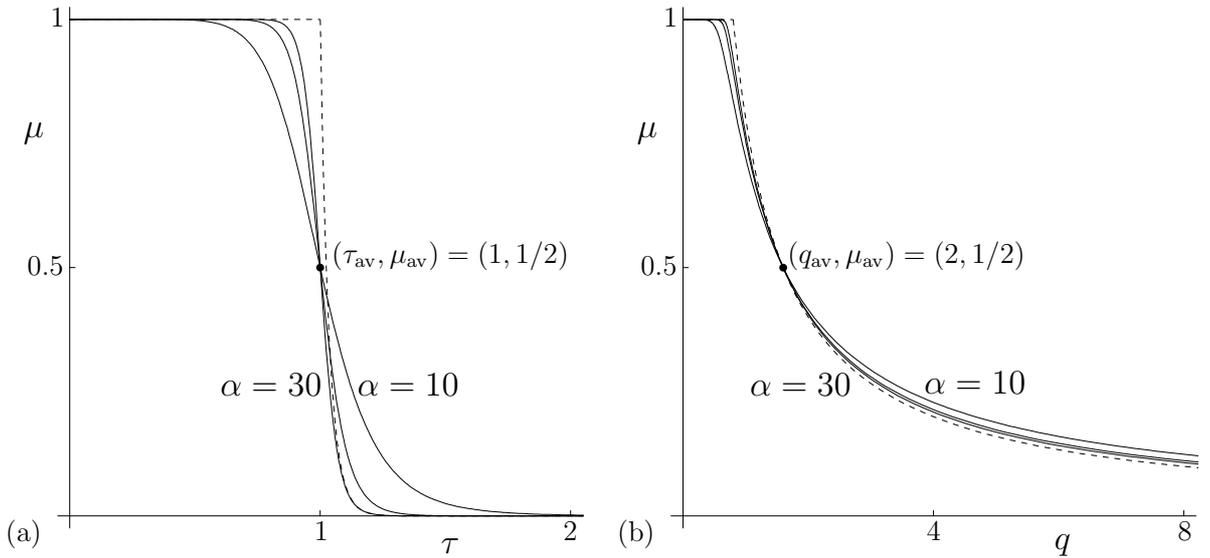 1
μ
0.5
(τ_av, μ_av) = (1, 1/2)
α = 30
α = 10
(a)
1
τ
2
1
μ
0.5
(q_av, μ_av) = (2, 1/2)
α = 30
α = 10
(b)
4
q
8